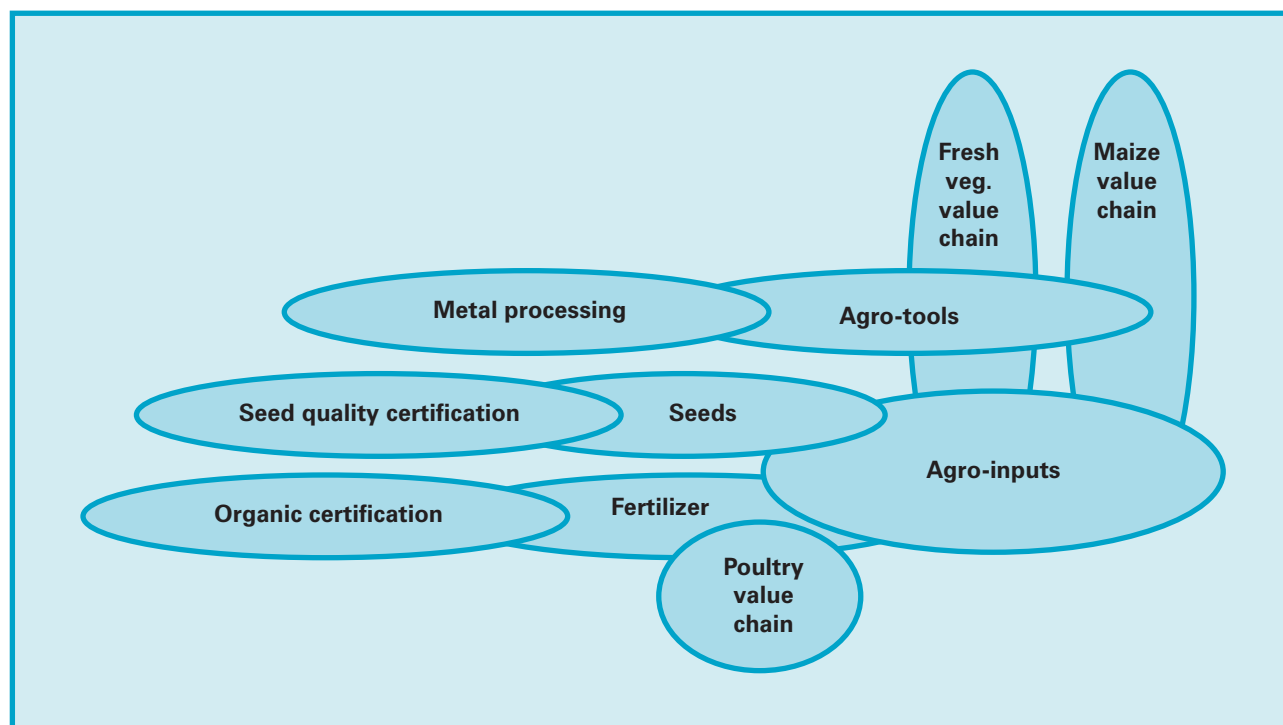 Fresh
veg.
value
chain
Maize
value
chain
Metal processing
Agro-tools
Seed quality certification
Seeds
Agro-inputs
Organic certification
Fertilizer
Poultry
value
chain